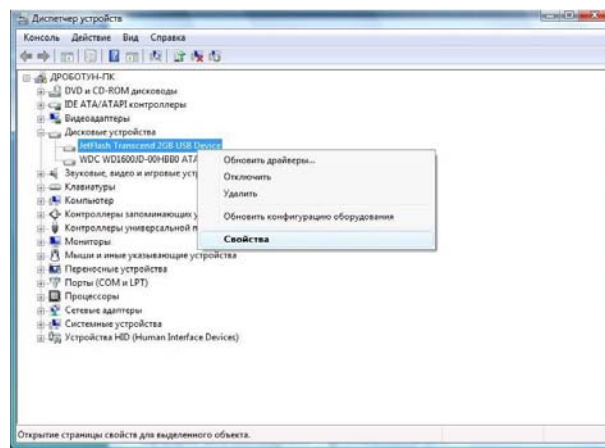 Диспетчер устройств
Консоль Действие Вид Справка
ДРОБОТУН-ПК
DVD и CD-ROM дисководы
IDE ATA/ATAPI контроллеры
Видеоадаптеры
Дисковые устройства
JetFlash Transcend 2GB USB Device
WDC WD1600JD-00HBB0 ATA
Звуковые, видео и игровые уст
Клавиатуры
Компьютер
Контроллеры запоминающих у
Контроллеры универсальной п
Мониторы
Мыши и иные указывающие устройства
Переносные устройства
Порты (COM и LPT)
Процессоры
Сетевые адаптеры
Системные устройства
Устройства HID (Human Interface Devices)
Обновить драйверы...
Отключить
Удалить
Обновить конфигурацию оборудования
Свойства
Открытие страницы свойств для выделенного объекта.